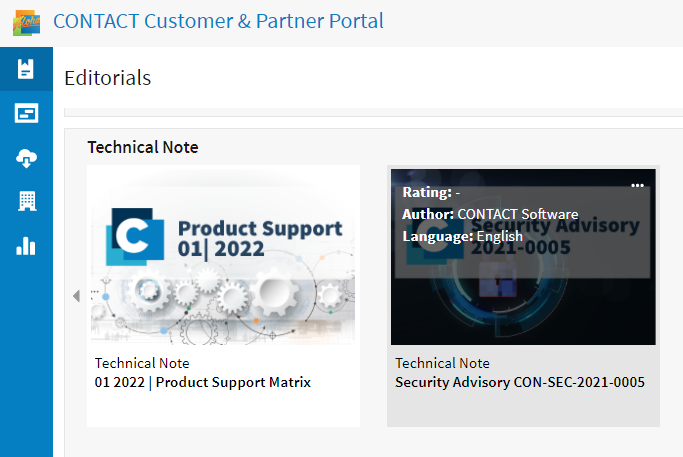 CONTACT Customer & Partner Portal
Editorials
Technical Note
Product Support
01| 2022
Technical Note
01 2022 | Product Support Matrix
Rating: -
Author: CONTACT Software
Language: English
Security Advisory
2021-0005
Technical Note
Security Advisory CON-SEC-2021-0005